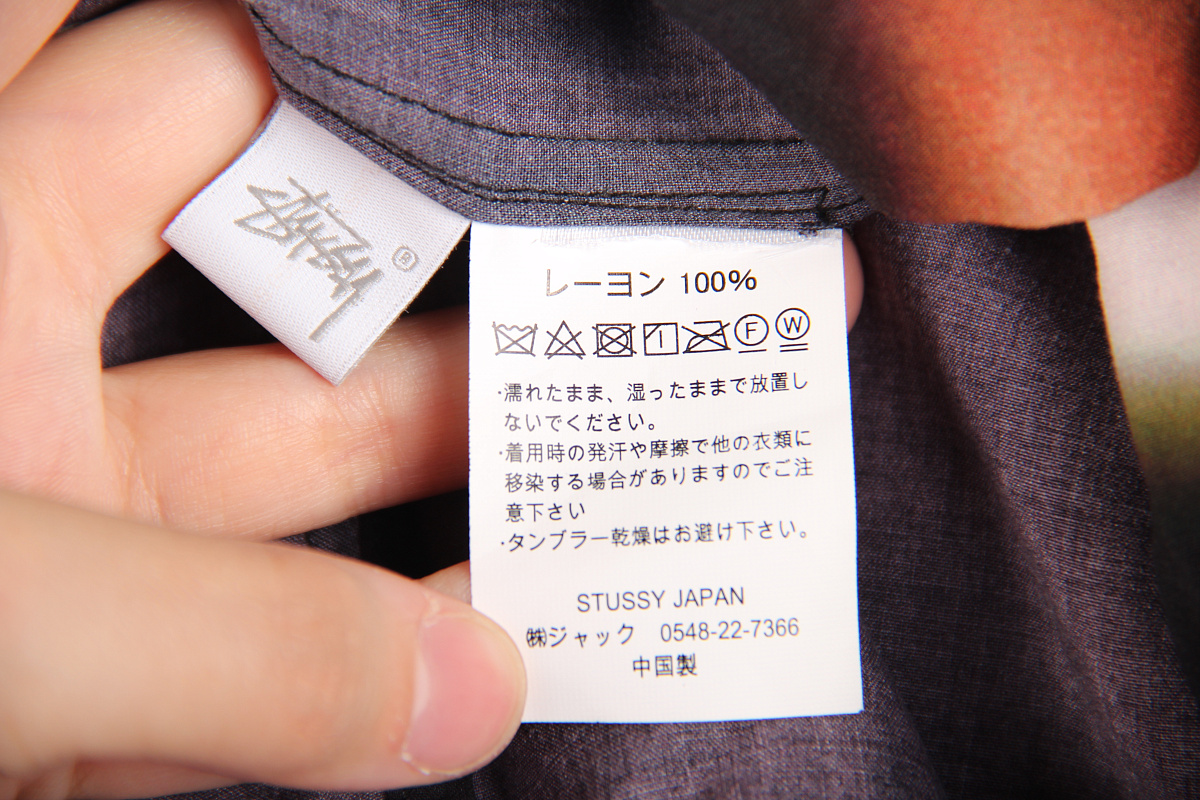 STUSSY ®
レーヨン 100%
F W
・濡れたまま、湿ったままで放置し
ないでください。
・着用時の発汗や摩擦で他の衣類に
移染する場合がありますのでご注
意下さい
・タンブラー乾燥はお避け下さい。
STUSSY JAPAN
㈱ジャック 0548-22-7366
中国製